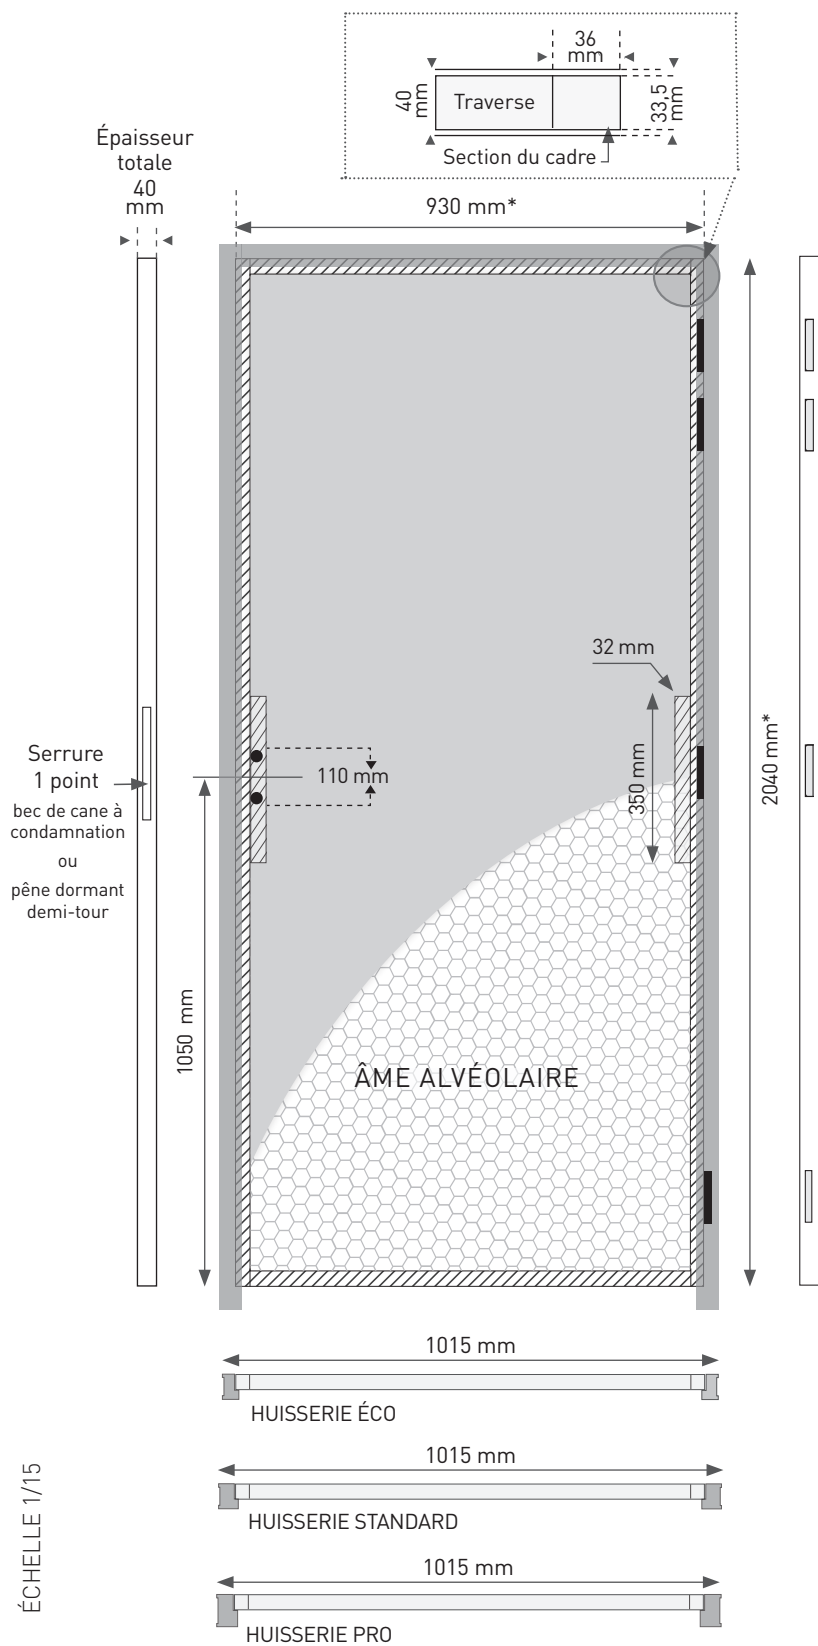 36
mm
40
mm
Traverse
33,5
mm
Section du cadre
Épaisseur
totale
40
mm
930 mm*
32 mm
350 mm
2040 mm*
Serrure
1 point
bec de cane à
condamnation
ou
pêne dormant
demi-tour
110 mm
1050 mm
ÂME ALVÉOLAIRE
1015 mm
HUISSERIE ÉCO
1015 mm
HUISSERIE STANDARD
1015 mm
HUISSERIE PRO
ÉCHELLE 1/15